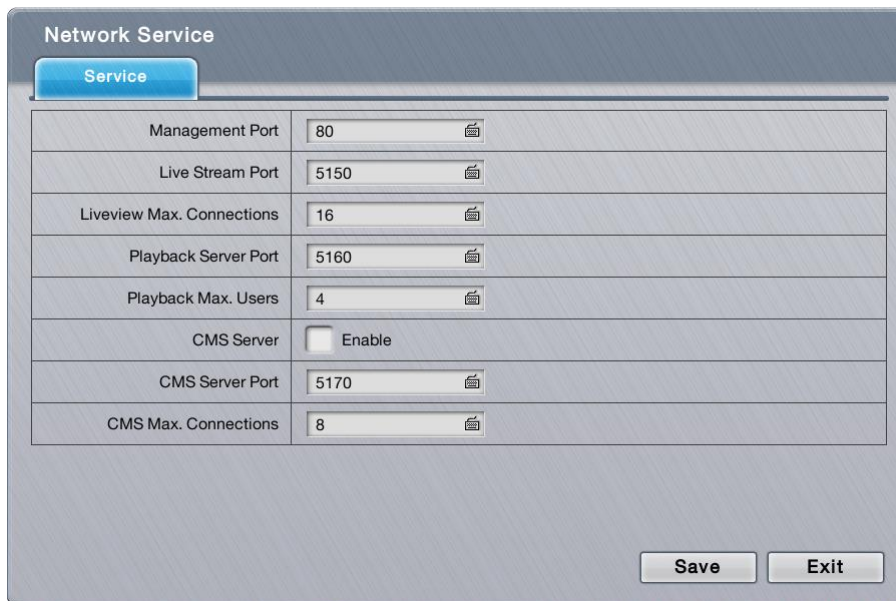 Network Service
Service
Management Port 80
Live Stream Port 5150
Liveview Max. Connections 16
Playback Server Port 5160
Playback Max. Users 4
CMS Server Enable
CMS Server Port 5170
CMS Max. Connections 8
Save Exit